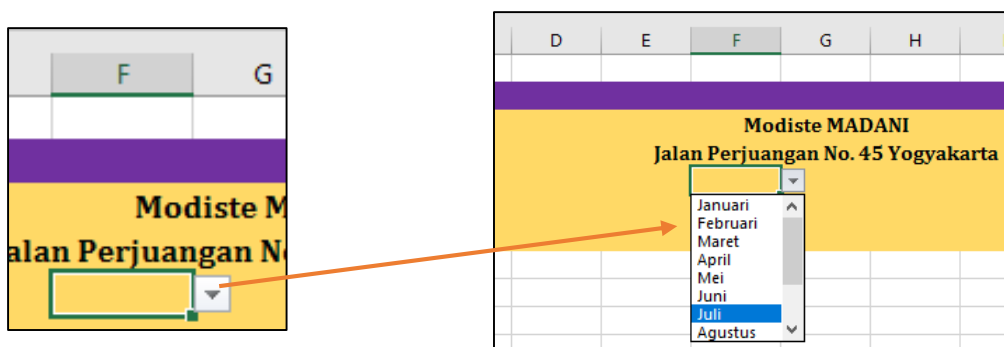 F G
Modiste M
alan Perjuangan N
D E F G H
Modiste MADANI
Jalan Perjuangan No. 45 Yogyakarta
Januari
Februari
Maret
April
Mei
Juni
Juli
Agustus